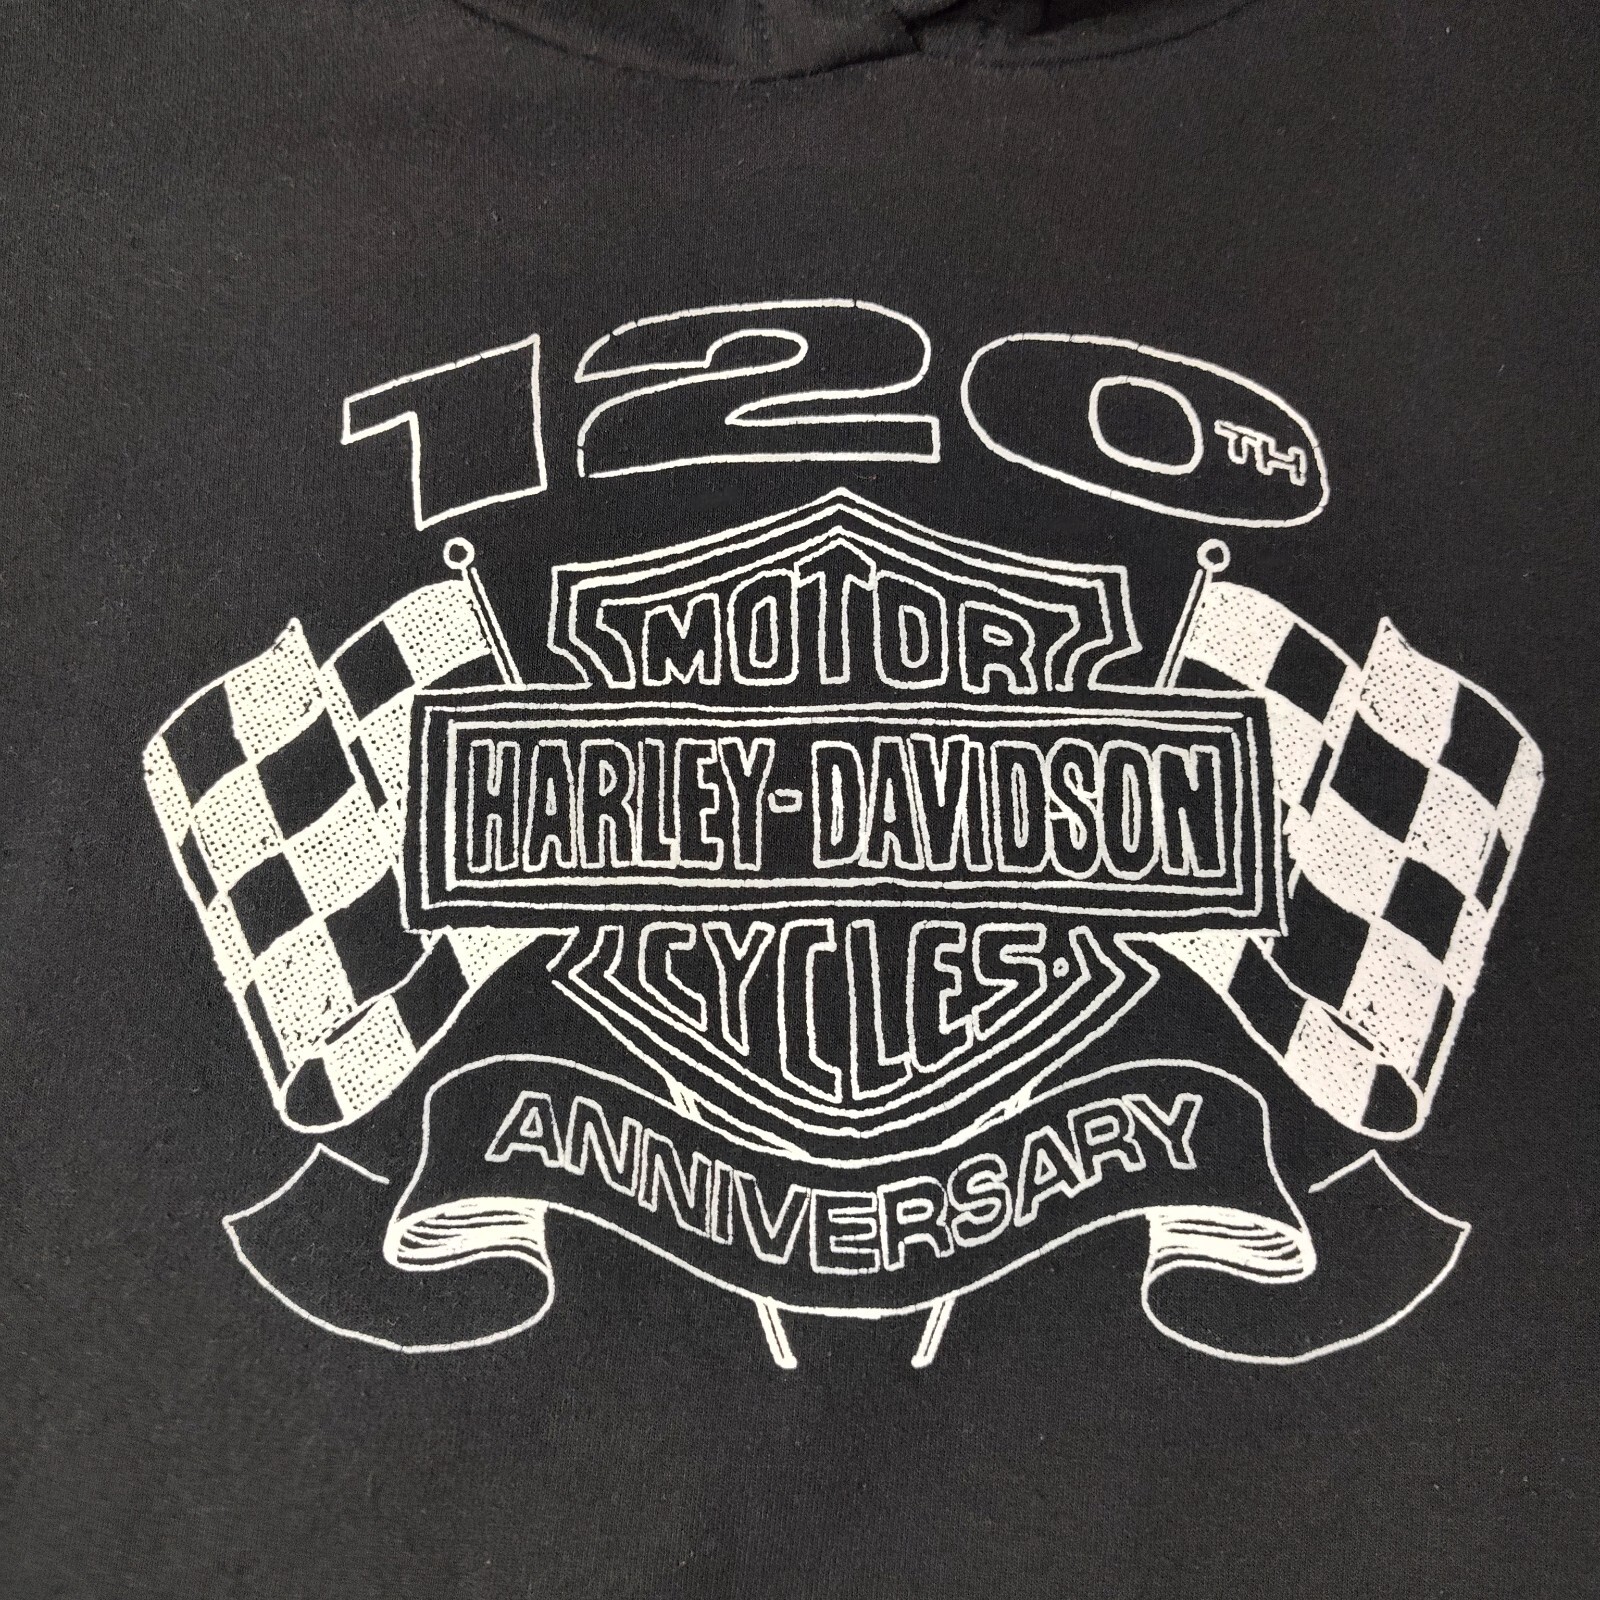 120TH
MOTOR
HARLEY-DAVIDSON
CYCLES
ANNIVERSARY